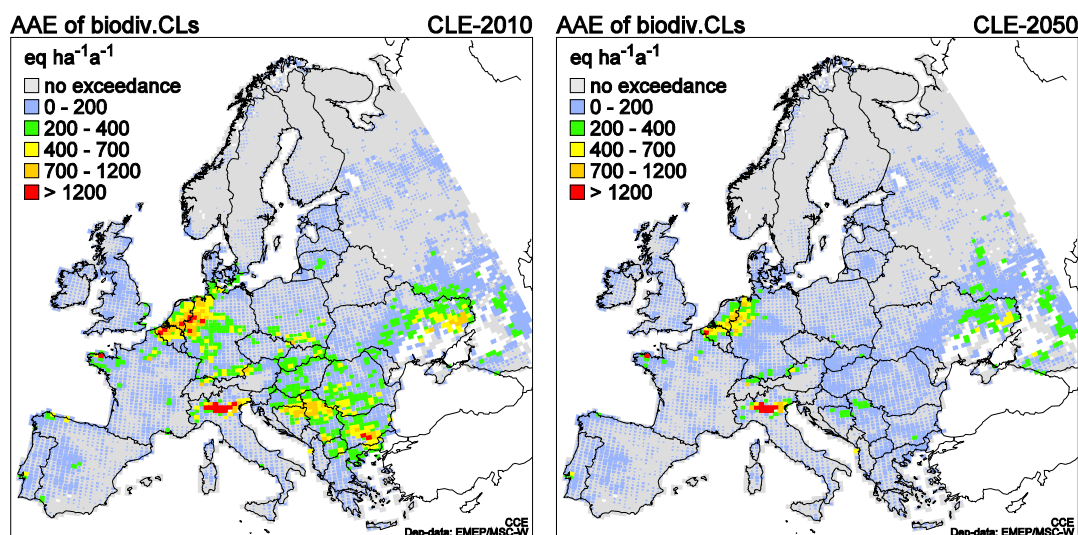 AAE of biodiv.CLs CLE-2010
eq ha⁻¹a⁻¹
no exceedance
0 - 200
200 - 400
400 - 700
700 - 1200
> 1200
CCE
Dep-data: EMEP/MSC-W
AAE of biodiv.CLs CLE-2050
eq ha⁻¹a⁻¹
no exceedance
0 - 200
200 - 400
400 - 700
700 - 1200
> 1200
CCE
Dep-data: EMEP/MSC-W